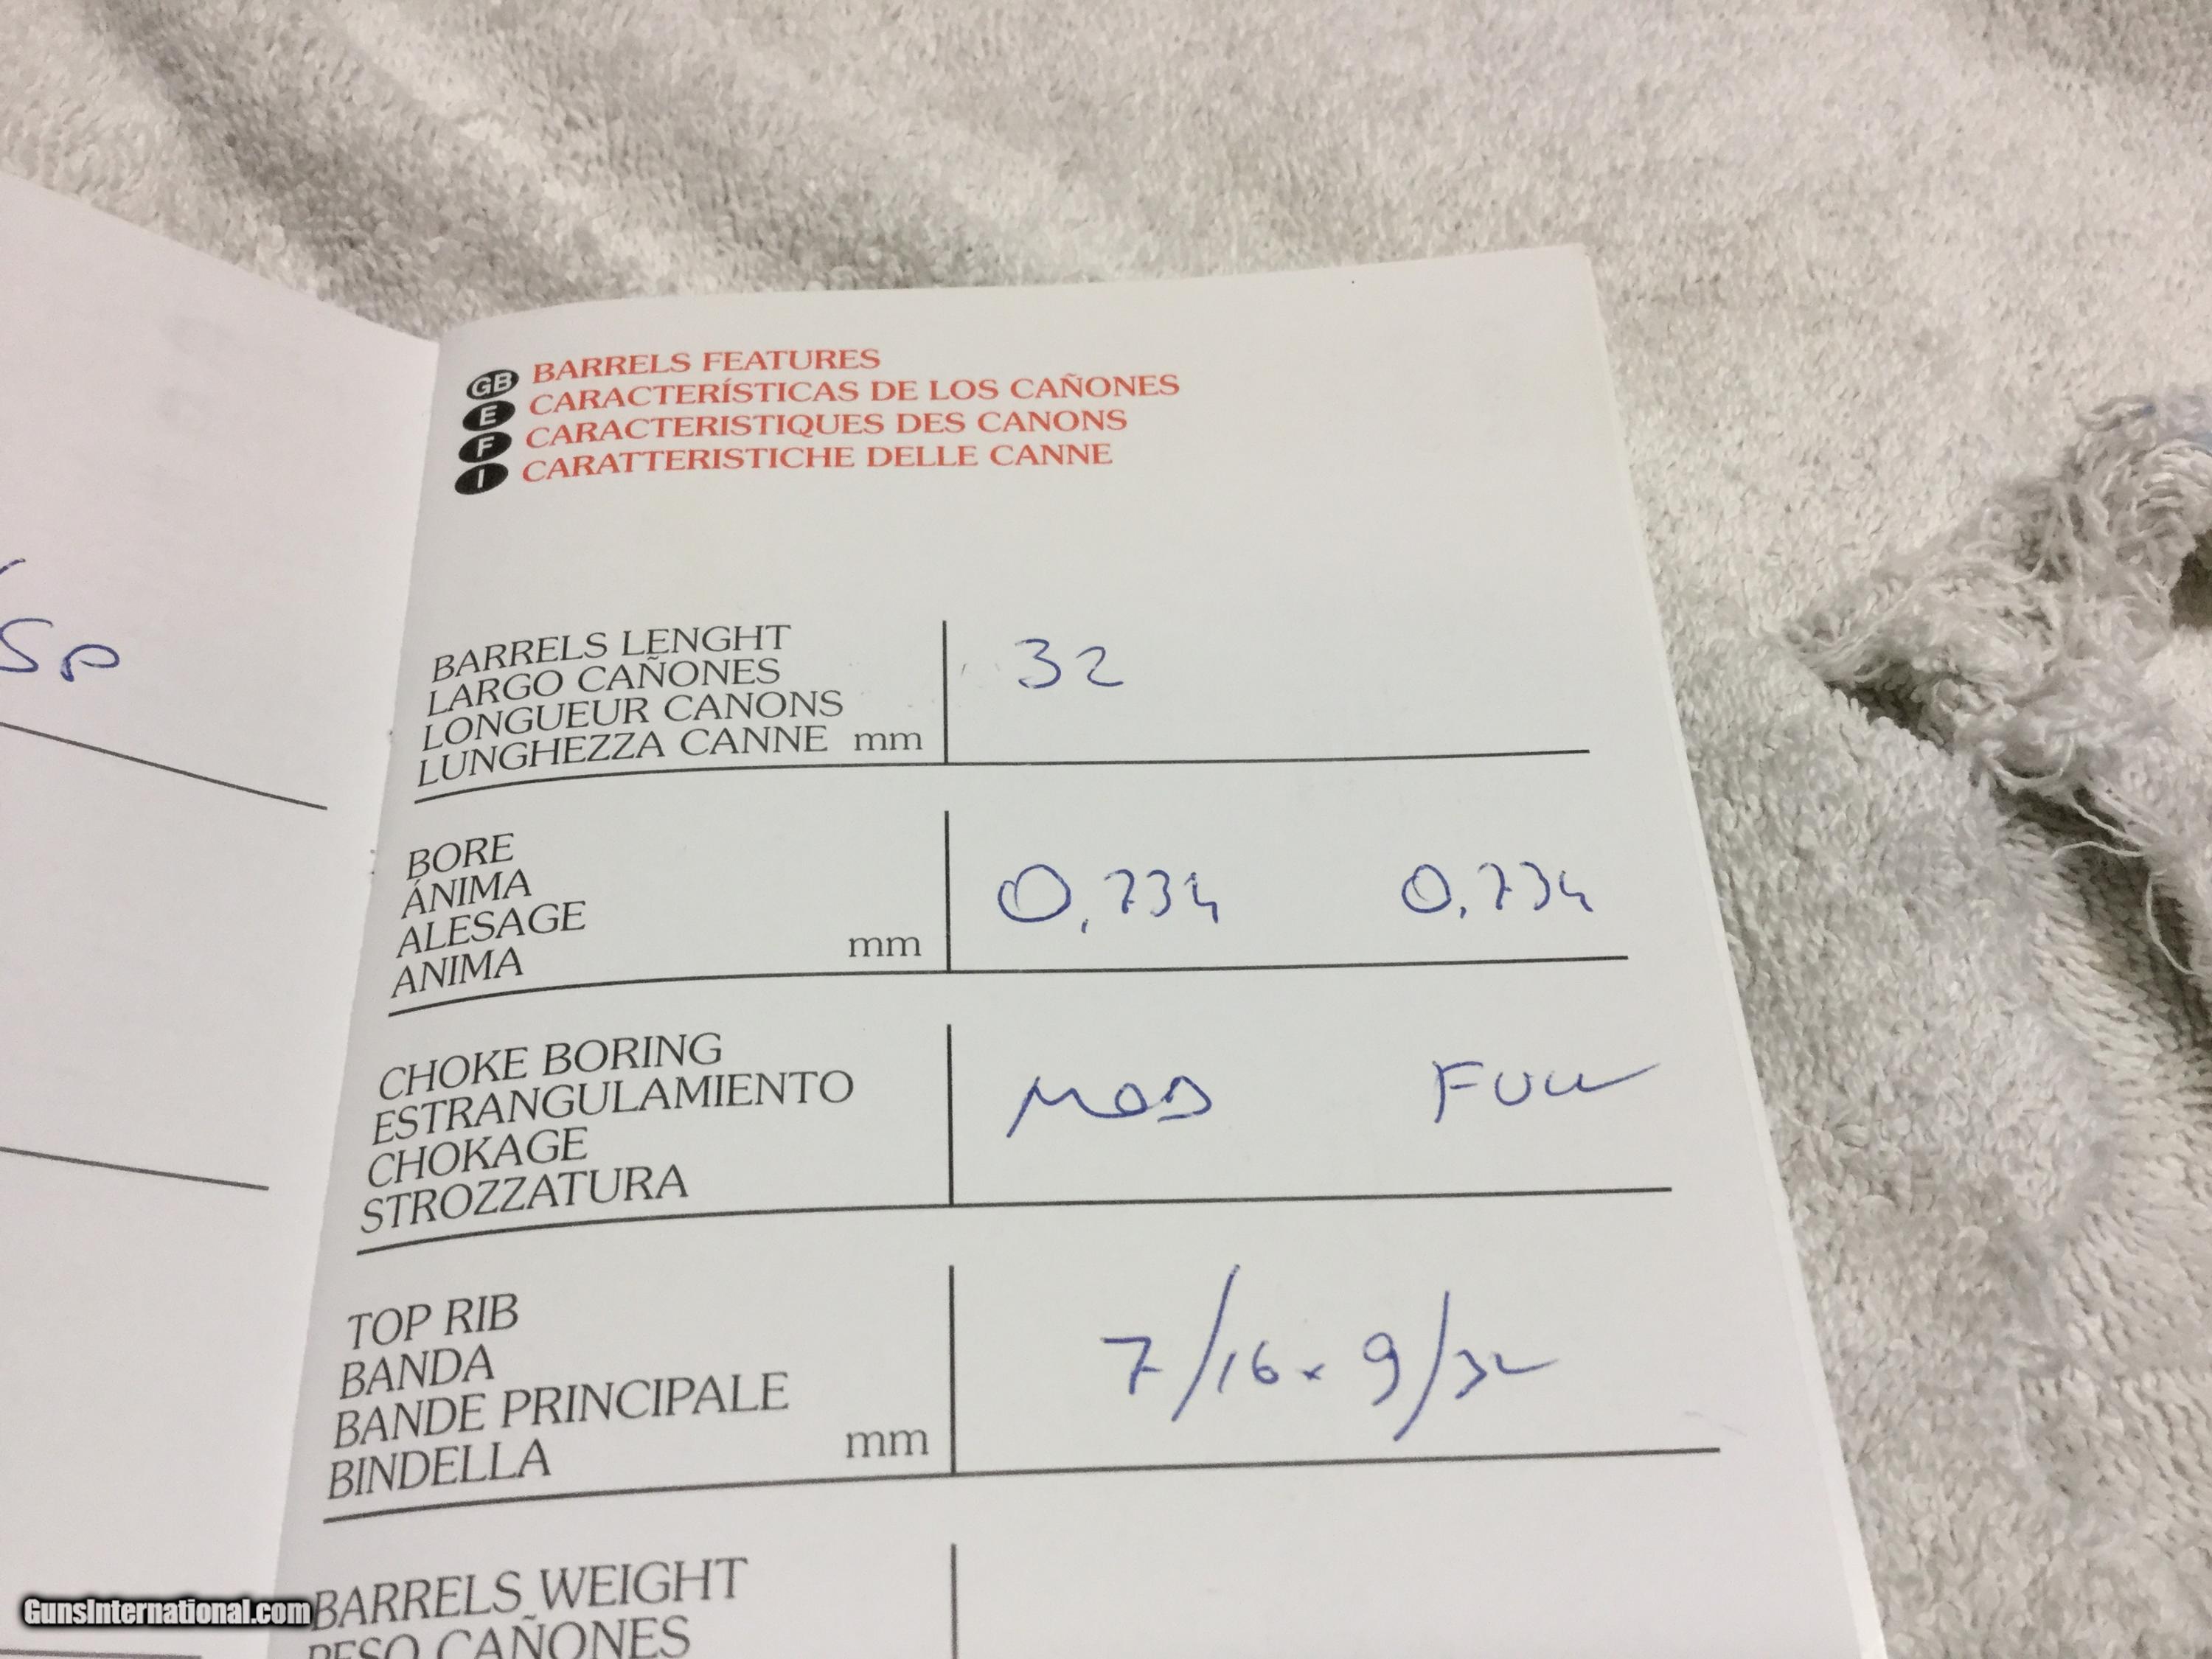 Sp
GB BARRELS FEATURES
E CARACTERÍSTICAS DE LOS CAÑONES
F CARACTERISTIQUES DES CANONS
I CARATTERISTICHE DELLE CANNE
BARRELS LENGHT
LARGO CAÑONES
LONGUEUR CANONS
LUNGHEZZA CANNE mm
32
BORE
ÁNIMA
ALESAGE
ANIMA
mm
0,734 0,734
CHOKE BORING
ESTRANGULAMIENTO
CHOKAGE
STROZZATURA
MOD FULL
TOP RIB
BANDA
BANDE PRINCIPALE
BINDELLA
mm
7/16 x 9/32
BARRELS WEIGHT
PESO CAÑONES
GunsInternational.com